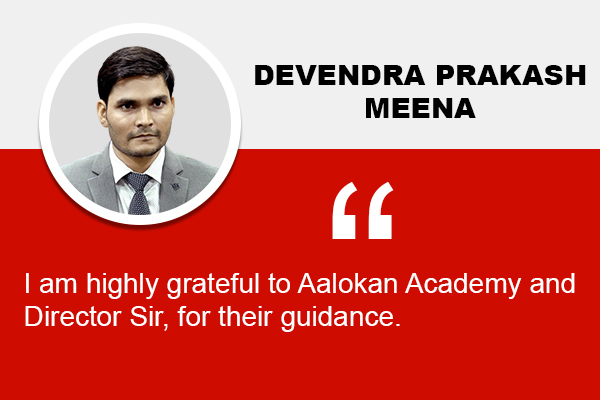 DEVENDRA PRAKASH
MEENA
“
I am highly grateful to Aalokan Academy and
Director Sir, for their guidance.